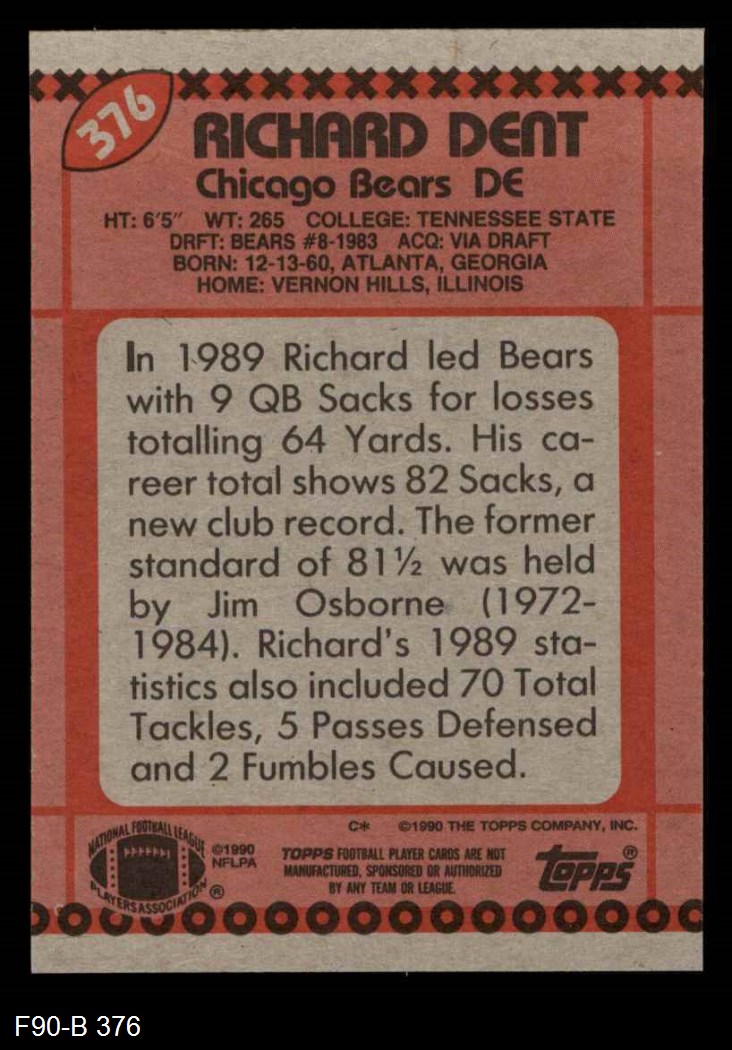 376
RICHARD DENT
Chicago Bears DE
HT: 6'5" WT: 265 COLLEGE: TENNESSEE STATE
DRFT: BEARS #8-1983 ACQ: VIA DRAFT
BORN: 12-13-60, ATLANTA, GEORGIA
HOME: VERNON HILLS, ILLINOIS
In 1989 Richard led Bears
with 9 QB Sacks for losses
totalling 64 Yards. His ca-
reer total shows 82 Sacks, a
new club record. The former
standard of 81½ was held
by Jim Osborne (1972-
1984). Richard's 1989 sta-
tistics also included 70 Total
Tackles, 5 Passes Defensed
and 2 Fumbles Caused.
C* ©1990 THE TOPPS COMPANY, INC.
NATIONAL FOOTBALL LEAGUE
PLAYERS ASSOCIATION ®
©1990
NFLPA
TOPPS FOOTBALL PLAYER CARDS ARE NOT
MANUFACTURED, SPONSORED OR AUTHORIZED
BY ANY TEAM OR LEAGUE.
TOPPS®
F90-B 376